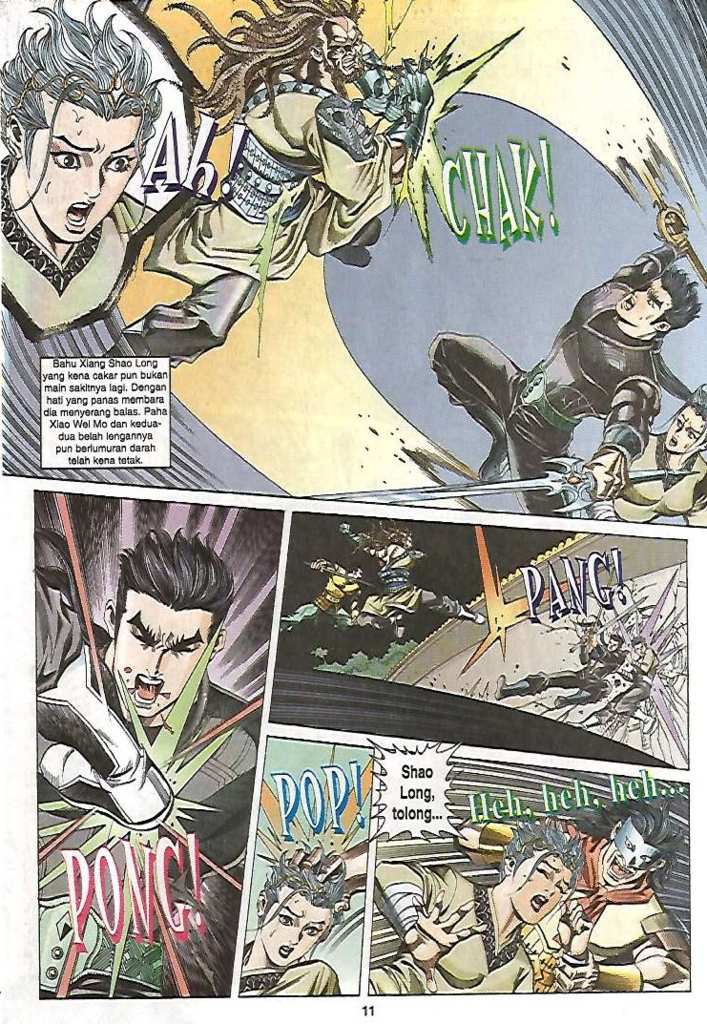 AH!
CHAK!
Bahu Xiang Shao Long
yang kena cakar pun bukan
main sakitnya lagi. Dengan
hati yang panas membara
dia menyerang balas. Paha
Xiao Wei Mo dan kedua-
dua belah lengannya
pun berlumuran darah
telah kena tetak.
PONG!
PANG!
POP!
Shao
Long,
tolong...
Heh, heh, heh...
11